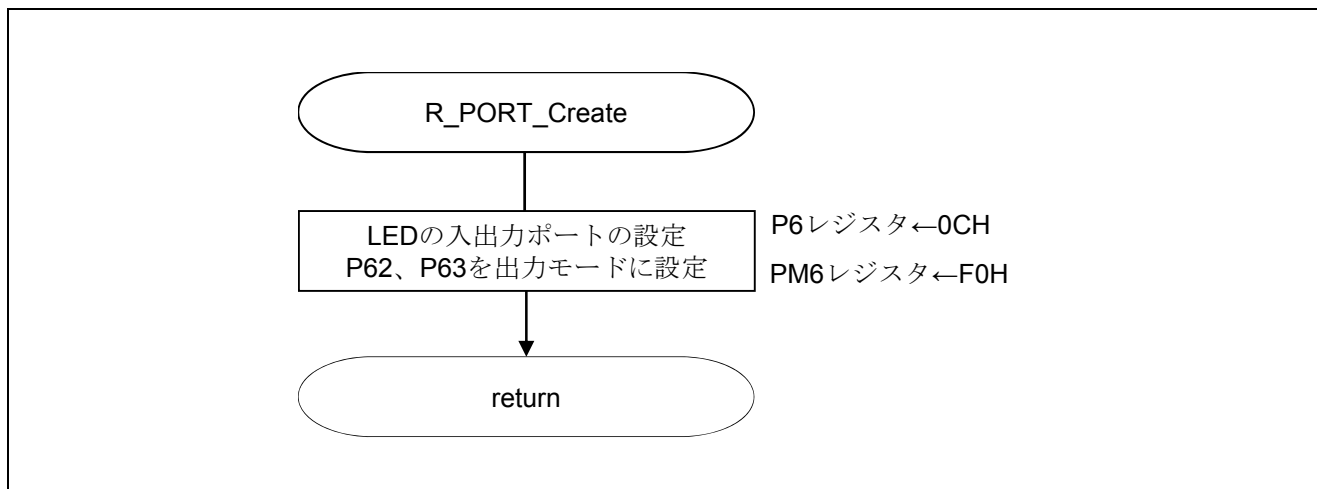 R_PORT_Create
LEDの入出力ポートの設定
P62、P63を出力モードに設定
P6レジスタ←0CH
PM6レジスタ←F0H
return